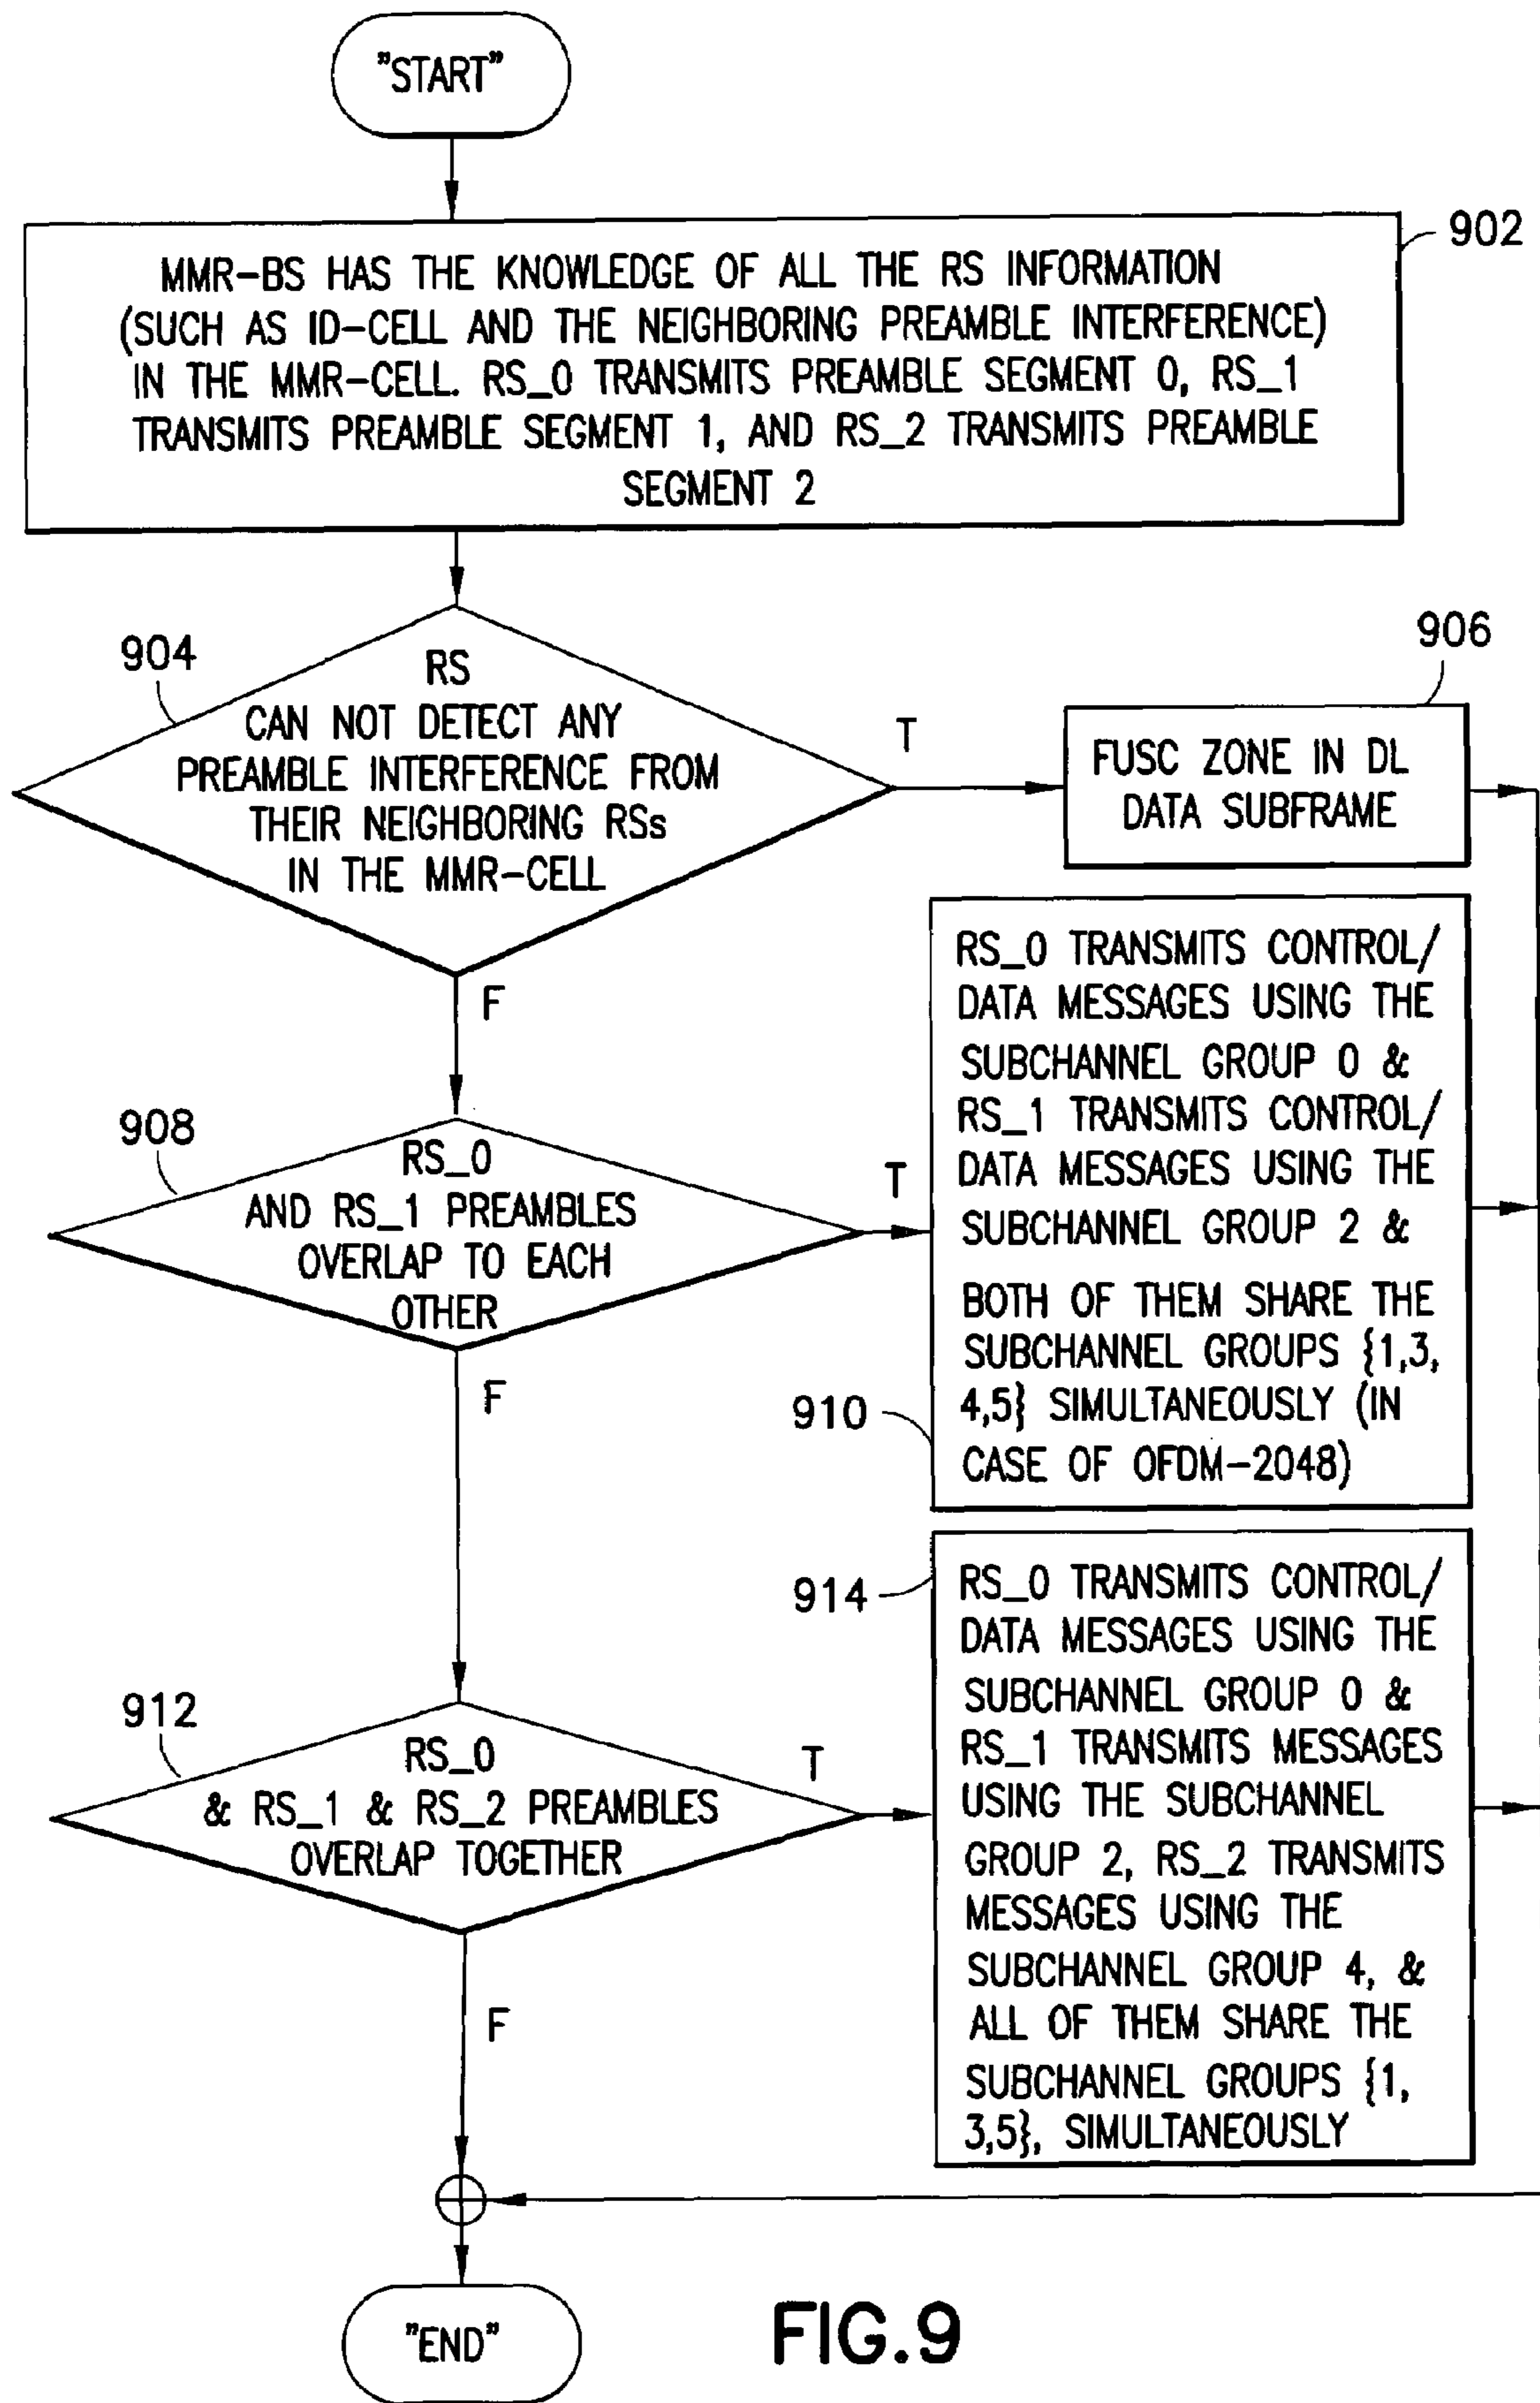 "START"
902
MMR-BS HAS THE KNOWLEDGE OF ALL THE RS INFORMATION
(SUCH AS ID-CELL AND THE NEIGHBORING PREAMBLE INTERFERENCE)
IN THE MMR-CELL. RS_0 TRANSMITS PREAMBLE SEGMENT 0, RS_1
TRANSMITS PREAMBLE SEGMENT 1, AND RS_2 TRANSMITS PREAMBLE
SEGMENT 2
904
RS
CAN NOT DETECT ANY
PREAMBLE INTERFERENCE FROM
THEIR NEIGHBORING RSs
IN THE MMR-CELL
T
F
906
FUSC ZONE IN DL
DATA SUBFRAME
908
RS_0
AND RS_1 PREAMBLES
OVERLAP TO EACH
OTHER
T
F
910
RS_0 TRANSMITS CONTROL/
DATA MESSAGES USING THE
SUBCHANNEL GROUP 0 &
RS_1 TRANSMITS CONTROL/
DATA MESSAGES USING THE
SUBCHANNEL GROUP 2 &
BOTH OF THEM SHARE THE
SUBCHANNEL GROUPS {1,3,
4,5} SIMULTANEOUSLY (IN
CASE OF OFDM-2048)
912
RS_0
& RS_1 & RS_2 PREAMBLES
OVERLAP TOGETHER
T
F
914
RS_0 TRANSMITS CONTROL/
DATA MESSAGES USING THE
SUBCHANNEL GROUP 0 &
RS_1 TRANSMITS MESSAGES
USING THE SUBCHANNEL
GROUP 2, RS_2 TRANSMITS
MESSAGES USING THE
SUBCHANNEL GROUP 4, &
ALL OF THEM SHARE THE
SUBCHANNEL GROUPS {1,
3,5}, SIMULTANEOUSLY
"END"
FIG.9